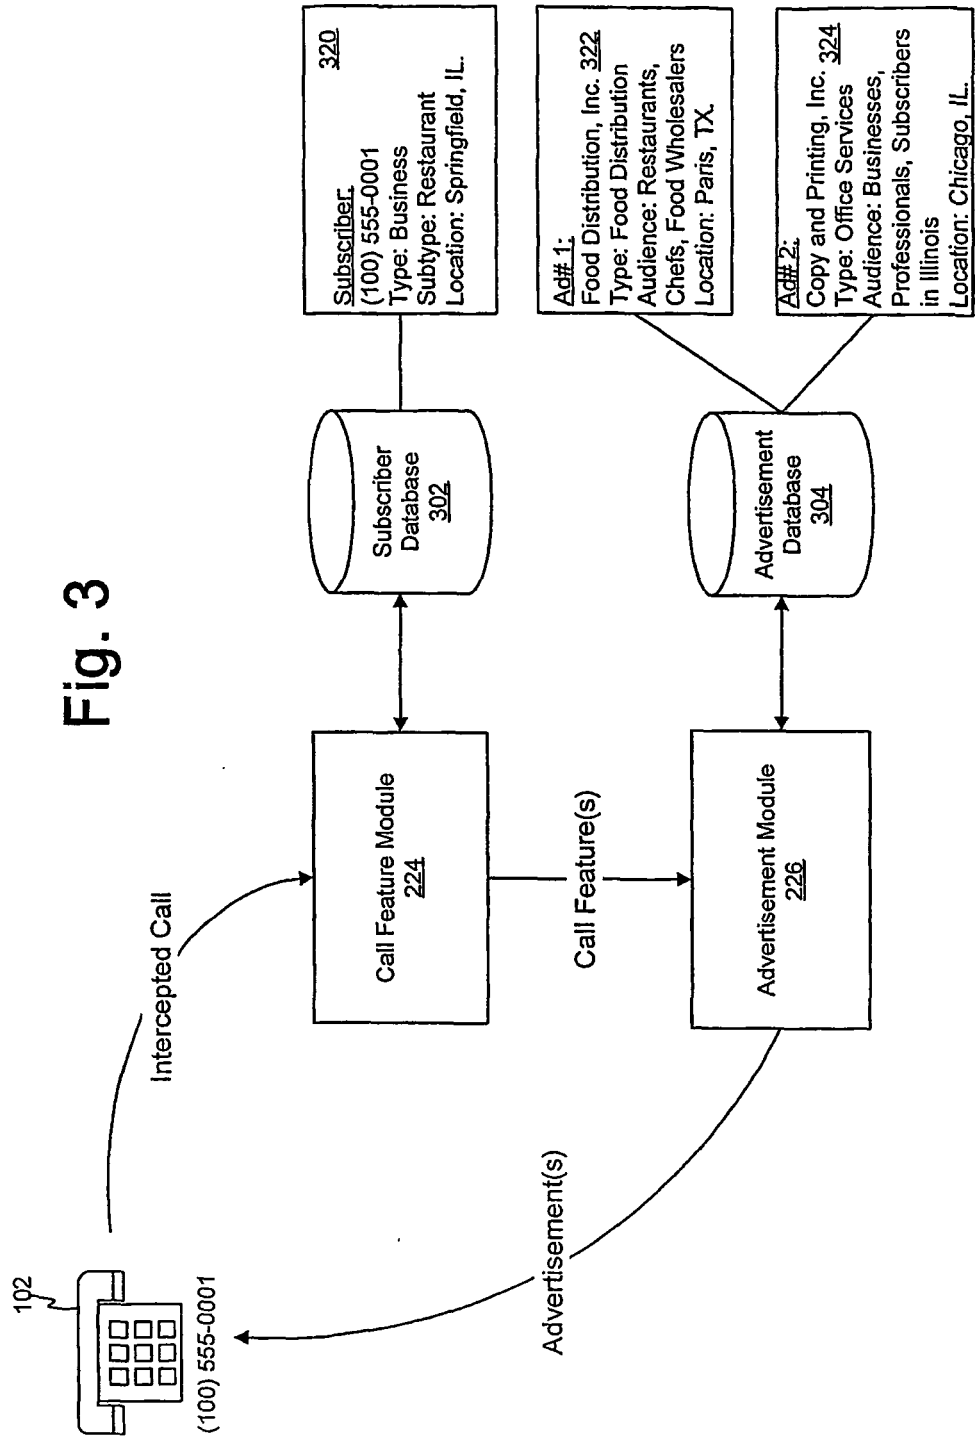 Fig. 3
102
(100) 555-0001
Intercepted Call
Call Feature Module
224
Subscriber
Database
302
Subscriber:
320
(100) 555-0001
Type: Business
Subtype: Restaurant
Location: Springfield, IL.
Call Feature(s)
Advertisement(s)
Advertisement Module
226
Advertisement
Database
304
Ad# 1:
Food Distribution, Inc. 322
Type: Food Distribution
Audience: Restaurants,
Chefs, Food Wholesalers
Location: Paris, TX.
Ad# 2:
Copy and Printing, Inc. 324
Type: Office Services
Audience: Businesses,
Professionals, Subscribers
in Illinois
Location: Chicago, IL.